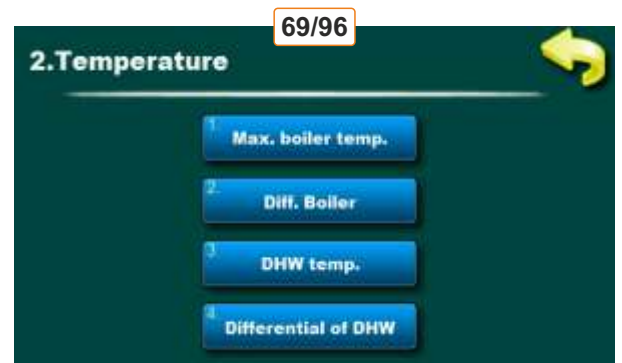 69/96
2.Temperature
1.
Max. boiler temp.
2.
Diff. Boiler
3.
DHW temp.
4.
Differential of DHW